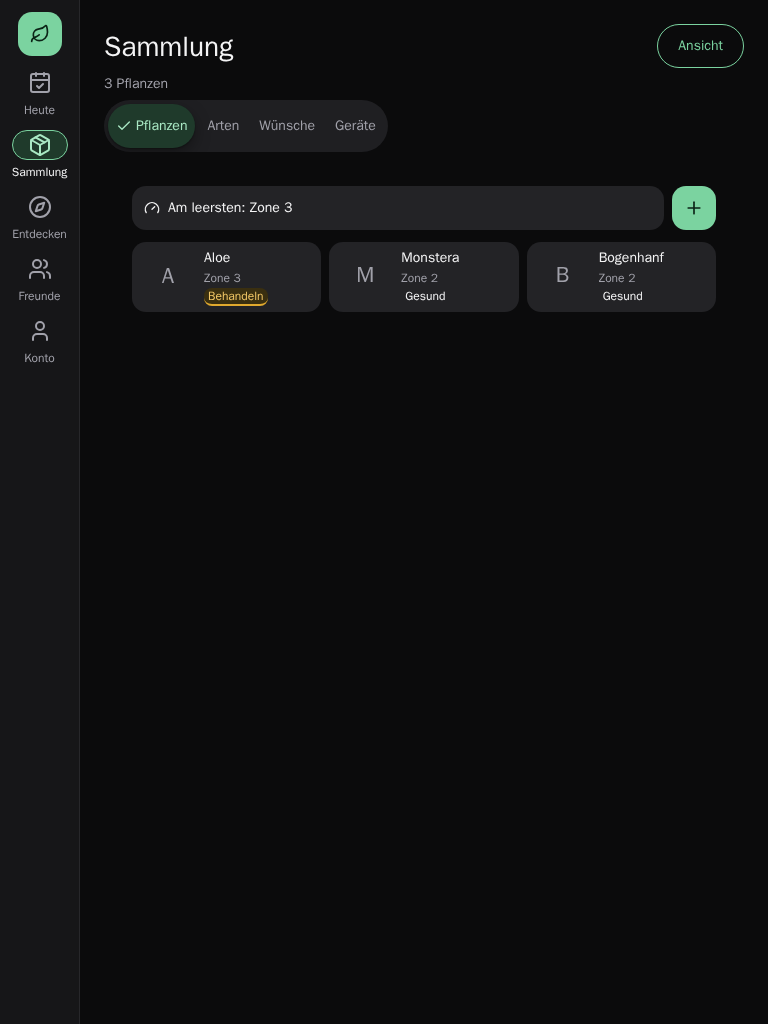 Sammlung
Ansicht
3 Pflanzen
Pflanzen Arten Wünsche Geräte
Heute
Sammlung
Entdecken
Freunde
Konto
Am leersten: Zone 3
A
Aloe
Zone 3
Behandeln
M
Monstera
Zone 2
Gesund
B
Bogenhanf
Zone 2
Gesund